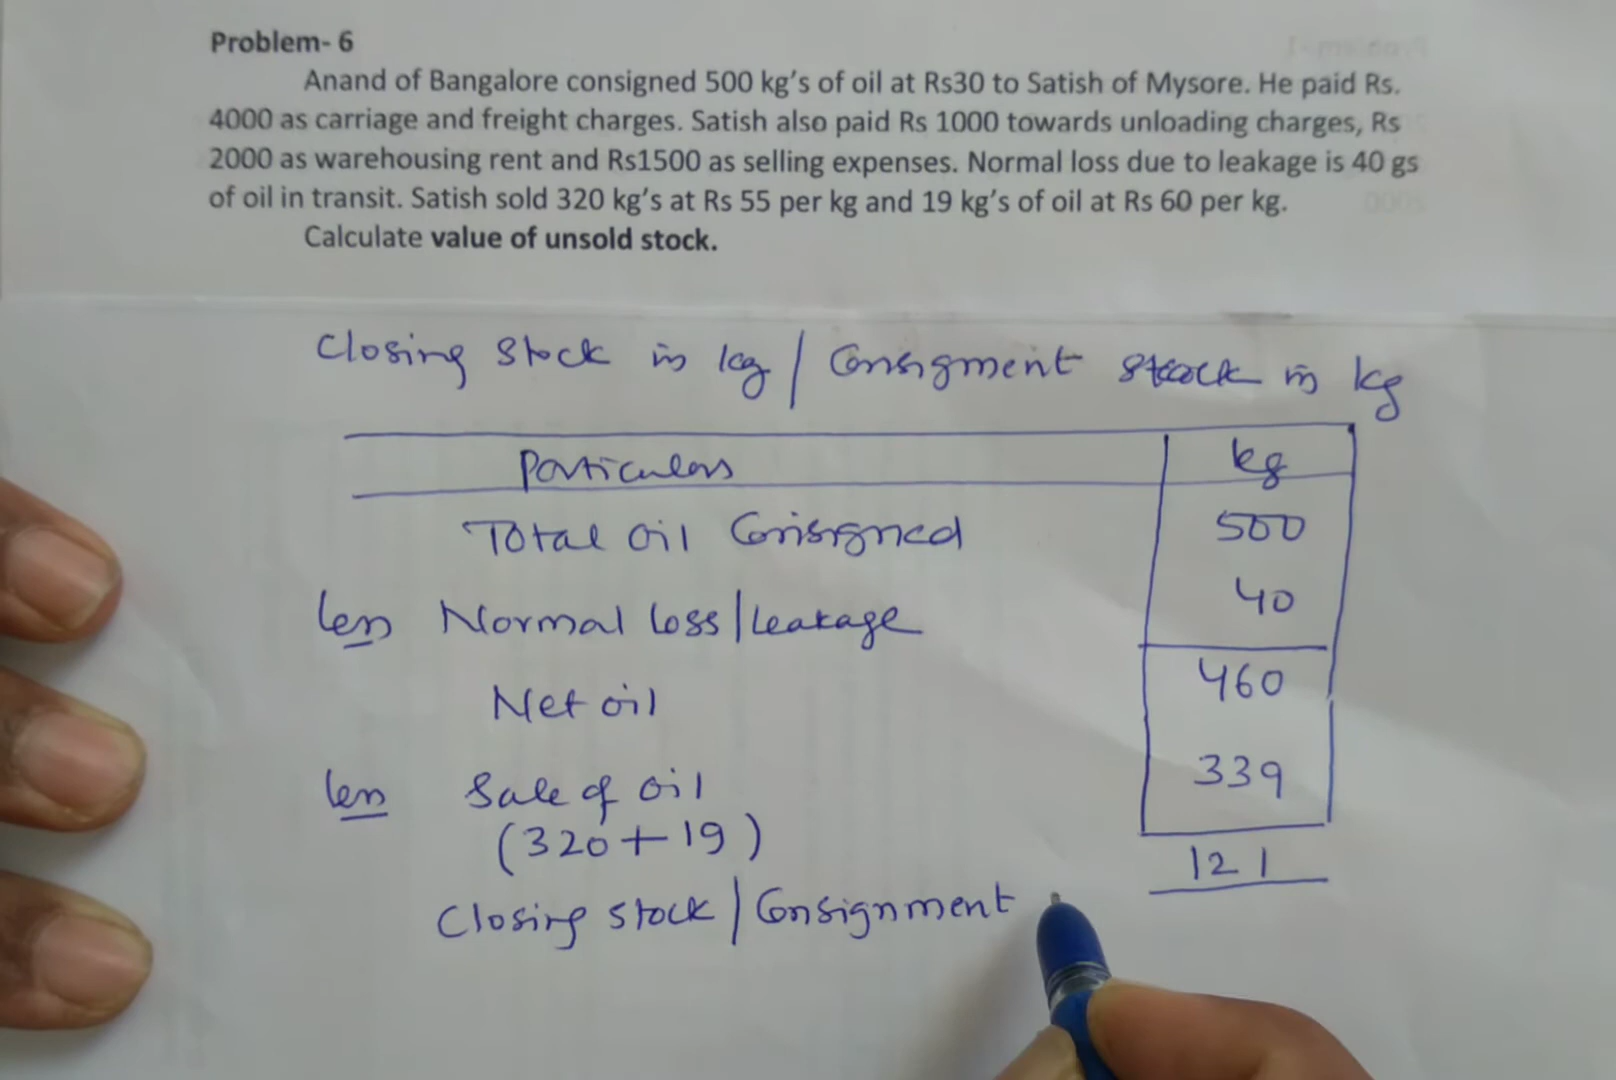 Problem- 6
Anand of Bangalore consigned 500 kg's of oil at Rs30 to Satish of Mysore. He paid Rs.
4000 as carriage and freight charges. Satish also paid Rs 1000 towards unloading charges, Rs
2000 as warehousing rent and Rs1500 as selling expenses. Normal loss due to leakage is 40 gs
of oil in transit. Satish sold 320 kg's at Rs 55 per kg and 19 kg's of oil at Rs 60 per kg.
Calculate value of unsold stock.
Closing Stock in kg / Consigment stock in kg
Particulars kg
Total oil Consigned 500
Less Normal loss/leakage 40
Net oil 460
Less Sale of oil 339
(320+19)
121
Closing stock / Consignment